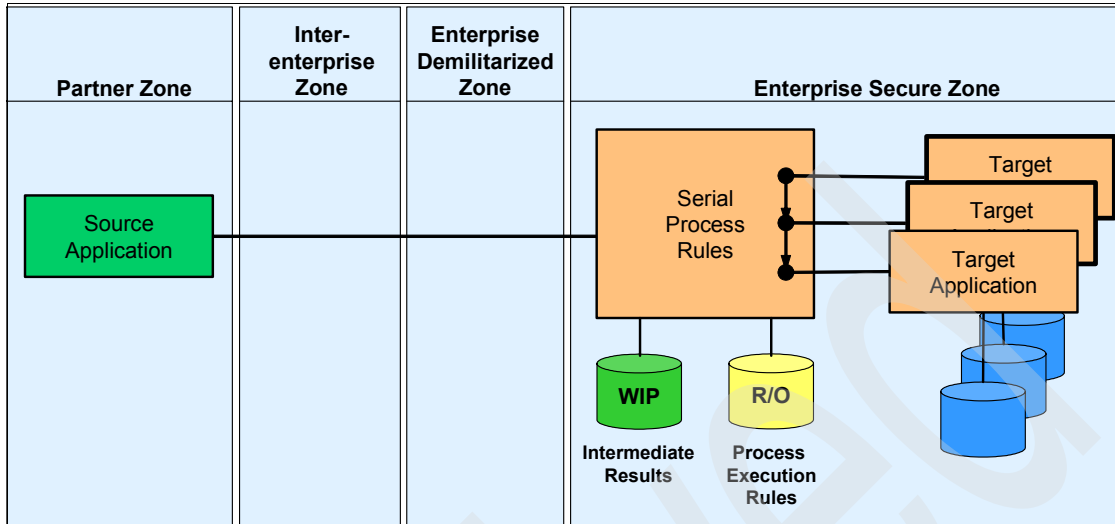 Partner Zone
Inter-
enterprise
Zone
Enterprise
Demilitarized
Zone
Enterprise Secure Zone
Source
Application
Serial
Process
Rules
Target
Target
Target
Application
WIP
R/O
Intermediate
Results
Process
Execution
Rules